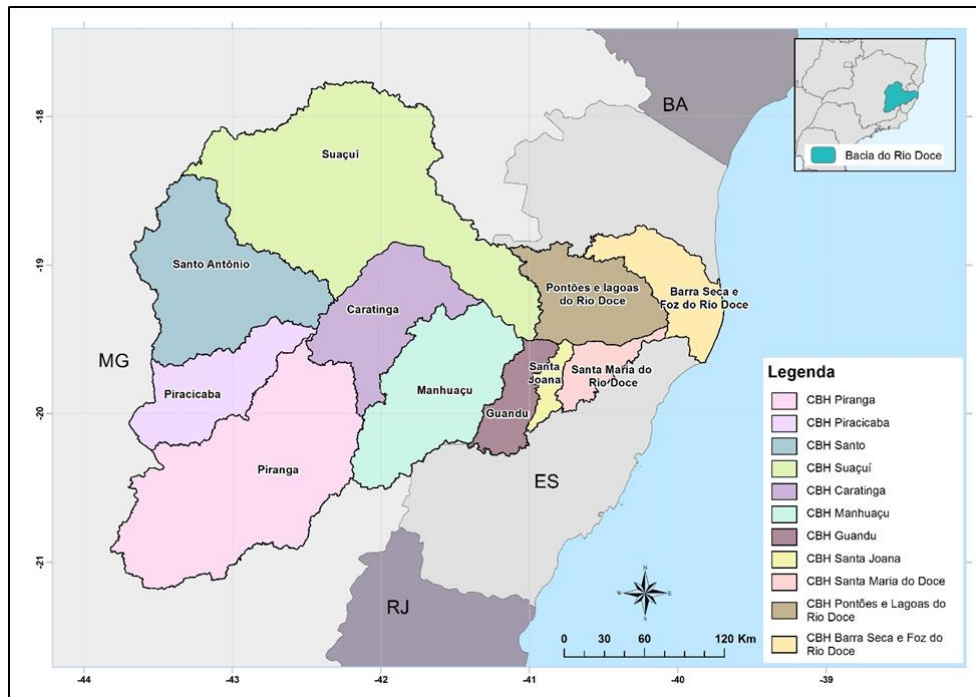 BA
Bacia do Rio Doce
-18
Suaçuí
-19
Santo Antônio
Pontões e lagoas
do Rio Doce
Barra Seca e
Foz do Rio Doce
Caratinga
MG
Piracicaba
Manhuaçu
Santa
Joana
Santa Maria do
Rio Doce
Guandu
-20
Piranga
ES
-21
RJ
N
W
E
S
0 30 60 120 Km
Legenda
CBH Piranga
CBH Piracicaba
CBH Santo
CBH Suaçuí
CBH Caratinga
CBH Manhuaçu
CBH Guandu
CBH Santa Joana
CBH Santa Maria do Doce
CBH Pontões e Lagoas do
Rio Doce
CBH Barra Seca e Foz do
Rio Doce
-44 -43 -42 -41 -40 -39